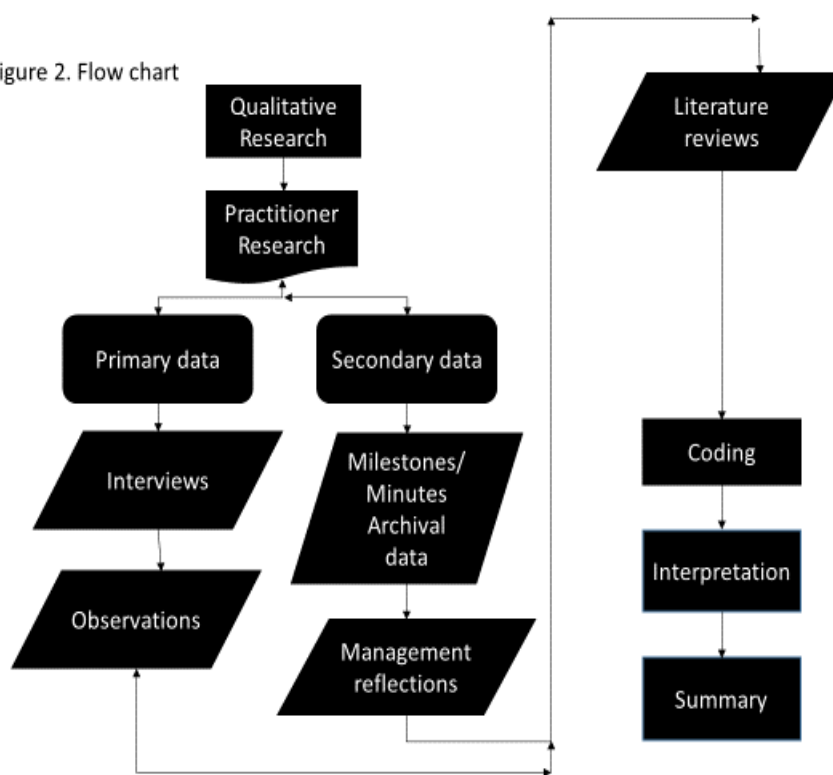 igure 2. Flow chart
Qualitative
Research
Practitioner
Research
Primary data
Secondary data
Interviews
Milestones/
Minutes
Archival
data
Observations
Management
reflections
Literature
reviews
Coding
Interpretation
Summary